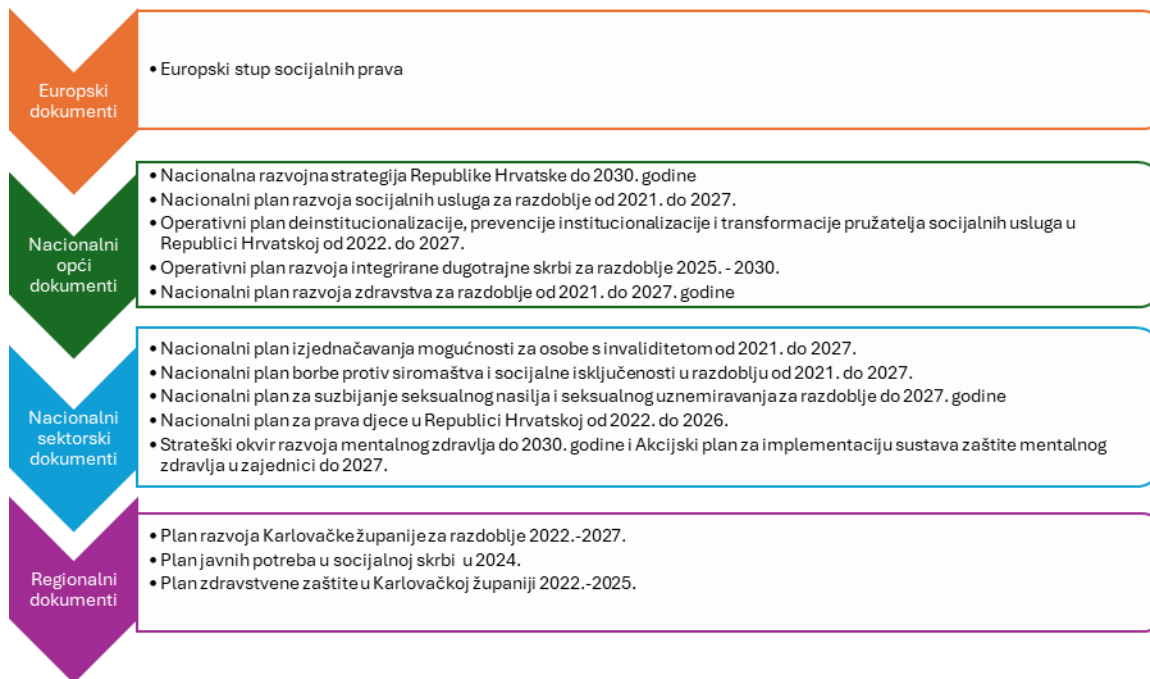 Europski
dokumenti
• Europski stup socijalnih prava
Nacionalni
opći
dokumenti
• Nacionalna razvojna strategija Republike Hrvatske do 2030. godine
• Nacionalni plan razvoja socijalnih usluga za razdoblje od 2021. do 2027.
• Operativni plan deinstitucionalizacije, prevencije institucionalizacije i transformacije pružatelja socijalnih usluga u
Republici Hrvatskoj od 2022. do 2027.
• Operativni plan razvoja integrirane dugotrajne skrbi za razdoblje 2025. - 2030.
• Nacionalni plan razvoja zdravstva za razdoblje od 2021. do 2027. godine
Nacionalni
sektorski
dokumenti
• Nacionalni plan izjednačavanja mogućnosti za osobe s invaliditetom od 2021. do 2027.
• Nacionalni plan borbe protiv siromaštva i socijalne isključenosti u razdoblju od 2021. do 2027.
• Nacionalni plan za suzbijanje seksualnog nasilja i seksualnog uznemiravanja za razdoblje do 2027. godine
• Nacionalni plan za prava djece u Republici Hrvatskoj od 2022. do 2026.
• Strateški okvir razvoja mentalnog zdravlja do 2030. godine i Akcijski plan za implementaciju sustava zaštite mentalnog
zdravlja u zajednici do 2027.
Regionalni
dokumenti
• Plan razvoja Karlovačke županije za razdoblje 2022.-2027.
• Plan javnih potreba u socijalnoj skrbi u 2024.
• Plan zdravstvene zaštite u Karlovačkoj županiji 2022.-2025.